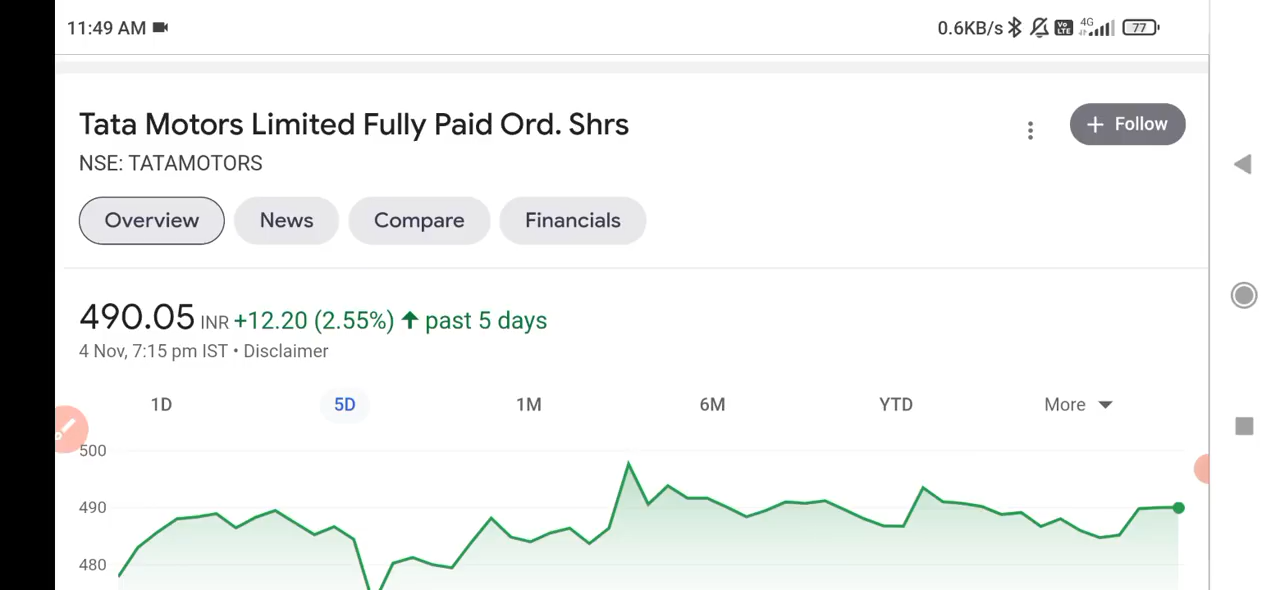 11:49 AM
0.6KB/s Vo LTE 4G 77
Tata Motors Limited Fully Paid Ord. Shrs
+ Follow
NSE: TATAMOTORS
Overview News Compare Financials
490.05 INR +12.20 (2.55%) ↑ past 5 days
4 Nov, 7:15 pm IST • Disclaimer
1D 5D 1M 6M YTD More
500
490
480